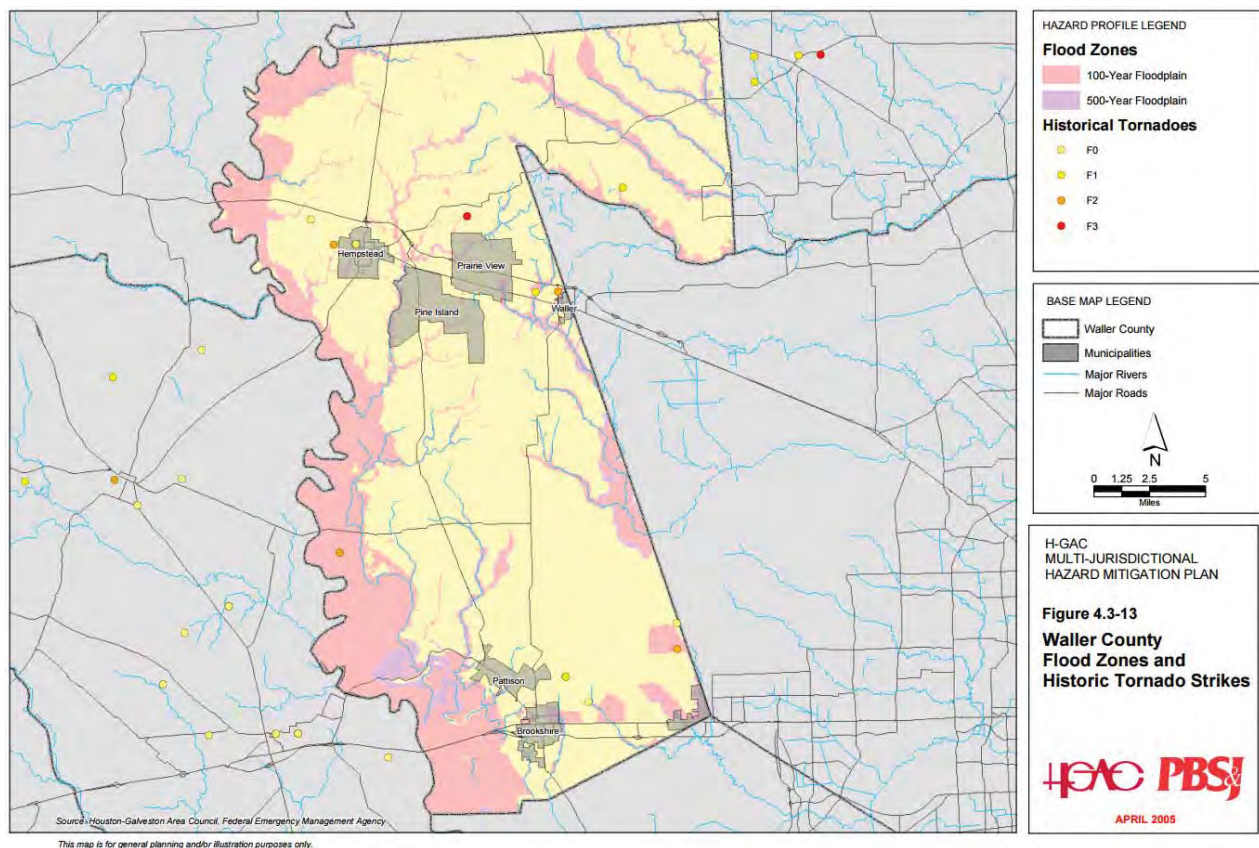 Hempstead
Prairie View
Pine Island
Waller
Pattison
Brookshire
Source: Houston-Galveston Area Council, Federal Emergency Management Agency
This map is for general planning and/or illustration purposes only.
HAZARD PROFILE LEGEND
Flood Zones
100-Year Floodplain
500-Year Floodplain
Historical Tornadoes
F0
F1
F2
F3
BASE MAP LEGEND
Waller County
Municipalities
Major Rivers
Major Roads
N
0 1.25 2.5 5
Miles
H-GAC
MULTI-JURISDICTIONAL
HAZARD MITIGATION PLAN
Figure 4.3-13
Waller County
Flood Zones and
Historic Tornado Strikes
HGAC PBS&J
APRIL 2005